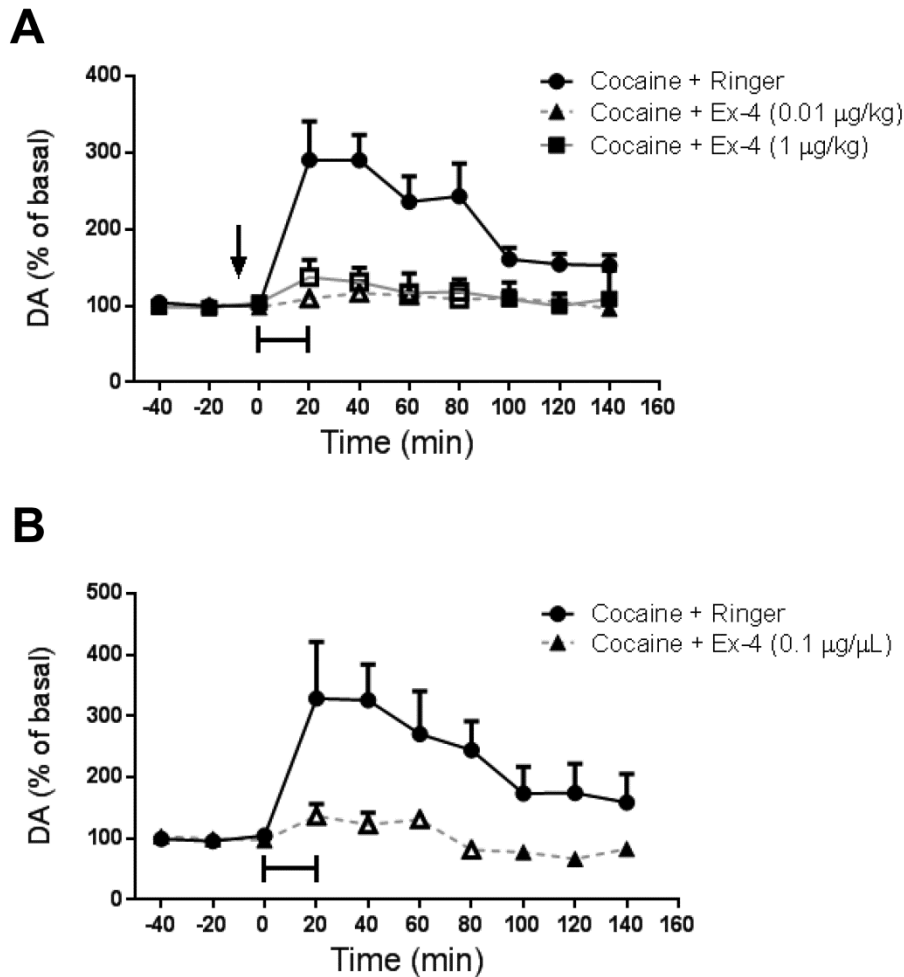 A
400
300
200
100
0
DA (% of basal)
Cocaine + Ringer
Cocaine + Ex-4 (0.01 μg/kg)
Cocaine + Ex-4 (1 μg/kg)
-40 -20 0 20 40 60 80 100 120 140 160
Time (min)
B
500
400
300
200
100
0
DA (% of basal)
Cocaine + Ringer
Cocaine + Ex-4 (0.1 μg/μL)
-40 -20 0 20 40 60 80 100 120 140 160
Time (min)